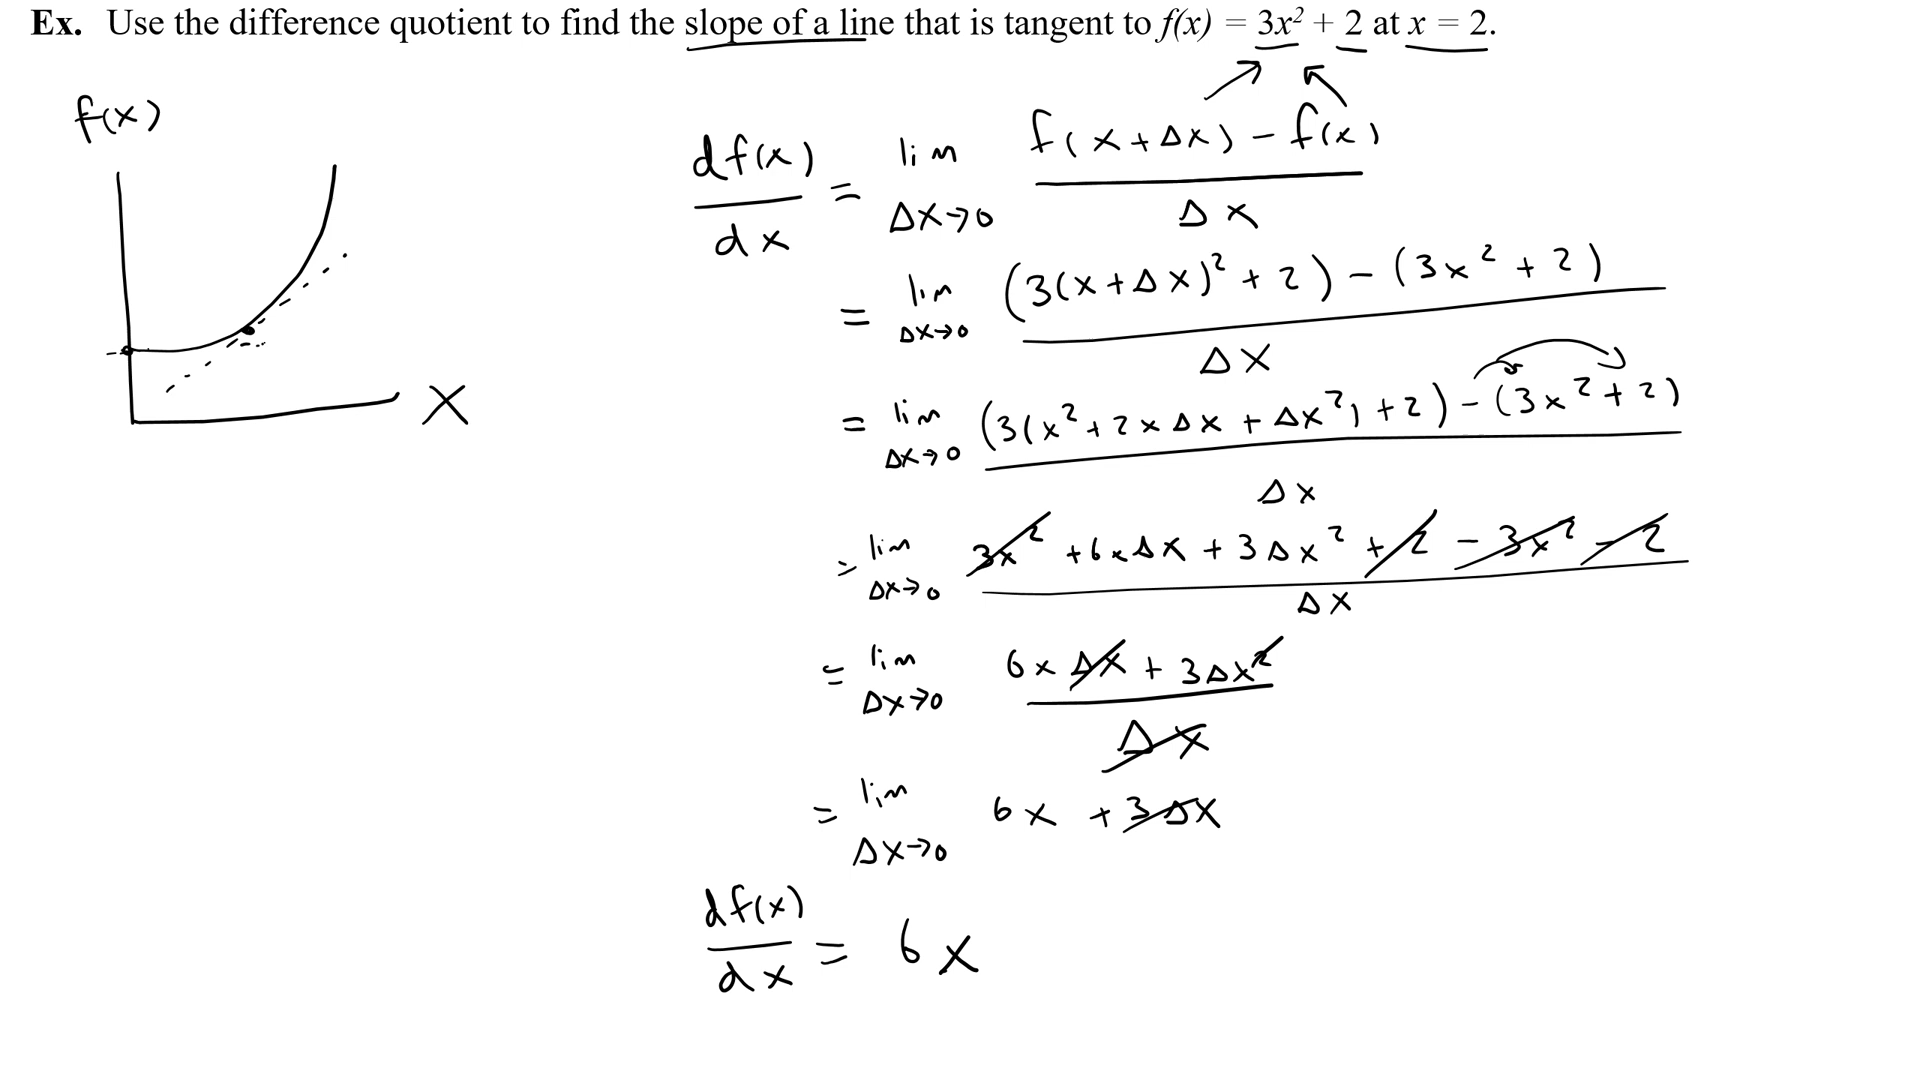 Ex. Use the difference quotient to find the slope of a line that is tangent to f(x) = 3x² + 2 at x = 2.
f(x)
X
df(x)/dx = lim Δx→0 (f(x+Δx) − f(x))/Δx
= lim Δx→0 ((3(x+Δx)² + 2) − (3x² + 2))/Δx
= lim Δx→0 ((3(x² + 2xΔx + Δx²) + 2) − (3x² + 2))/Δx
= lim Δx→0 (3x² + 6xΔx + 3Δx² + 2 − 3x² − 2)/Δx
= lim Δx→0 (6xΔx + 3Δx²)/Δx
= lim Δx→0 6x + 3Δx
df(x)/dx = 6x